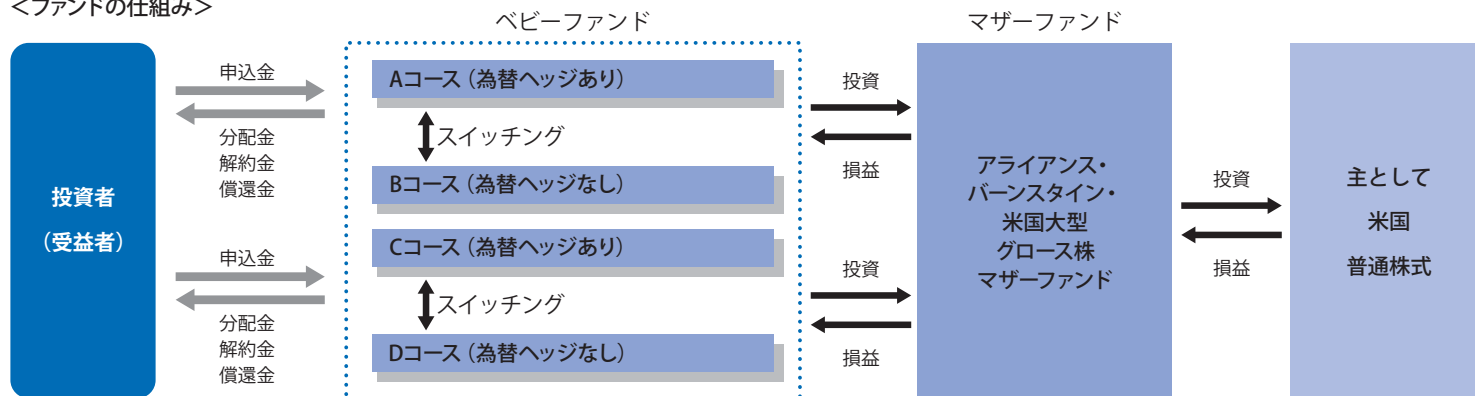 ＜ファンドの仕組み＞
ベビーファンド
マザーファンド
投資者
（受益者）
申込金
分配金
解約金
償還金
申込金
分配金
解約金
償還金
Aコース（為替ヘッジあり）
スイッチング
Bコース（為替ヘッジなし）
Cコース（為替ヘッジあり）
スイッチング
Dコース（為替ヘッジなし）
投資
損益
投資
損益
アライアンス・
バーンスタイン・
米国大型
グロース株
マザーファンド
投資
損益
主として
米国
普通株式